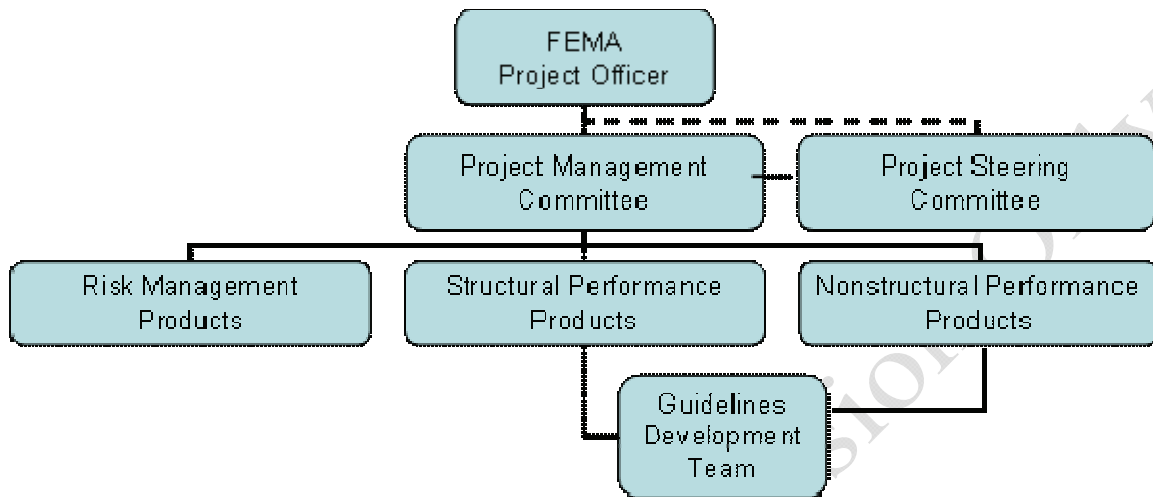 FEMA
Project Officer
Project Management
Committee
Project Steering
Committee
Risk Management
Products
Structural Performance
Products
Nonstructural Performance
Products
Guidelines
Development
Team